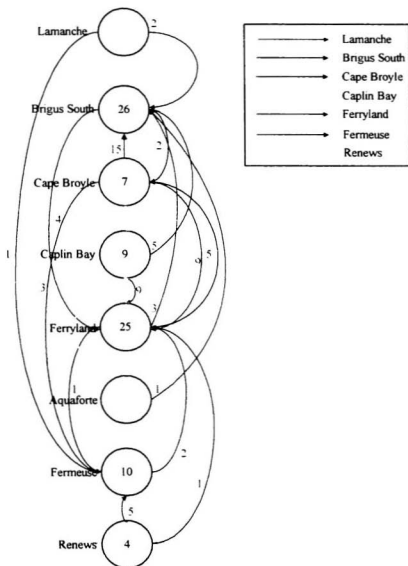 Lamanche 2
Brigus South 26
15 2
Cape Broyle 7
4
Caplin Bay 9 5
1 9 5
3 9
Ferryland 25 3
1
Aquaforte 1
Fermeuse 10 2
1
5
Renews 4
Lamanche
Brigus South
Cape Broyle
Caplin Bay
Ferryland
Fermeuse
Renews